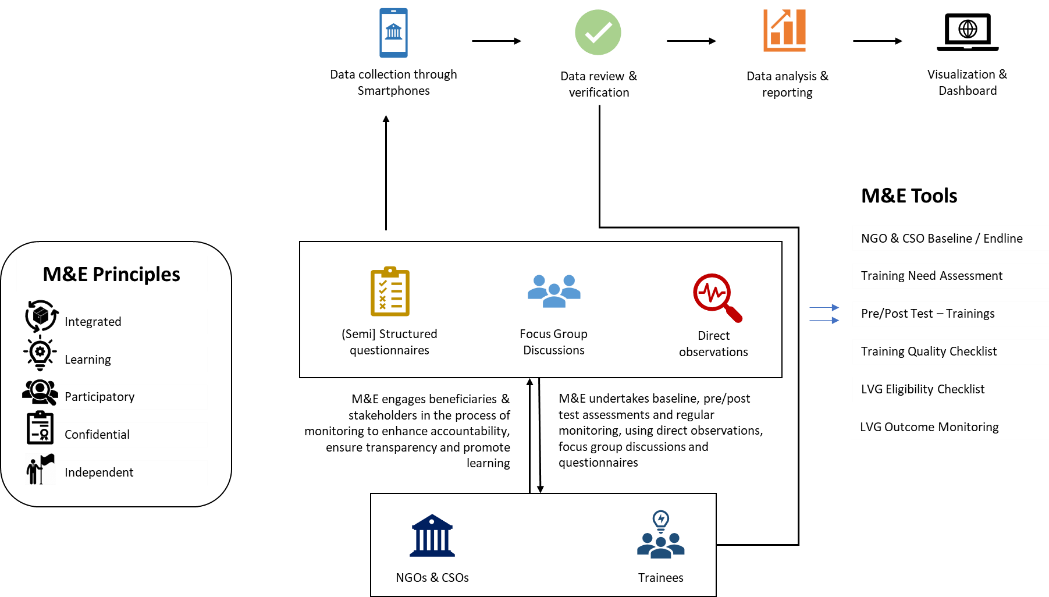 Data collection through
Smartphones
Data review &
verification
Data analysis &
reporting
Visualization &
Dashboard
M&E Tools
NGO & CSO Baseline / Endline
Training Need Assessment
Pre/Post Test – Trainings
Training Quality Checklist
LVG Eligibility Checklist
LVG Outcome Monitoring
M&E Principles
Integrated
Learning
Participatory
Confidential
Independent
(Semi] Structured
questionnaires
Focus Group
Discussions
Direct
observations
M&E engages beneficiaries &
stakeholders in the process of
monitoring to enhance accountability,
ensure transparency and promote
learning
M&E undertakes baseline, pre/post
test assessments and regular
monitoring, using direct observations,
focus group discussions and
questionnaires
NGOs & CSOs
Trainees